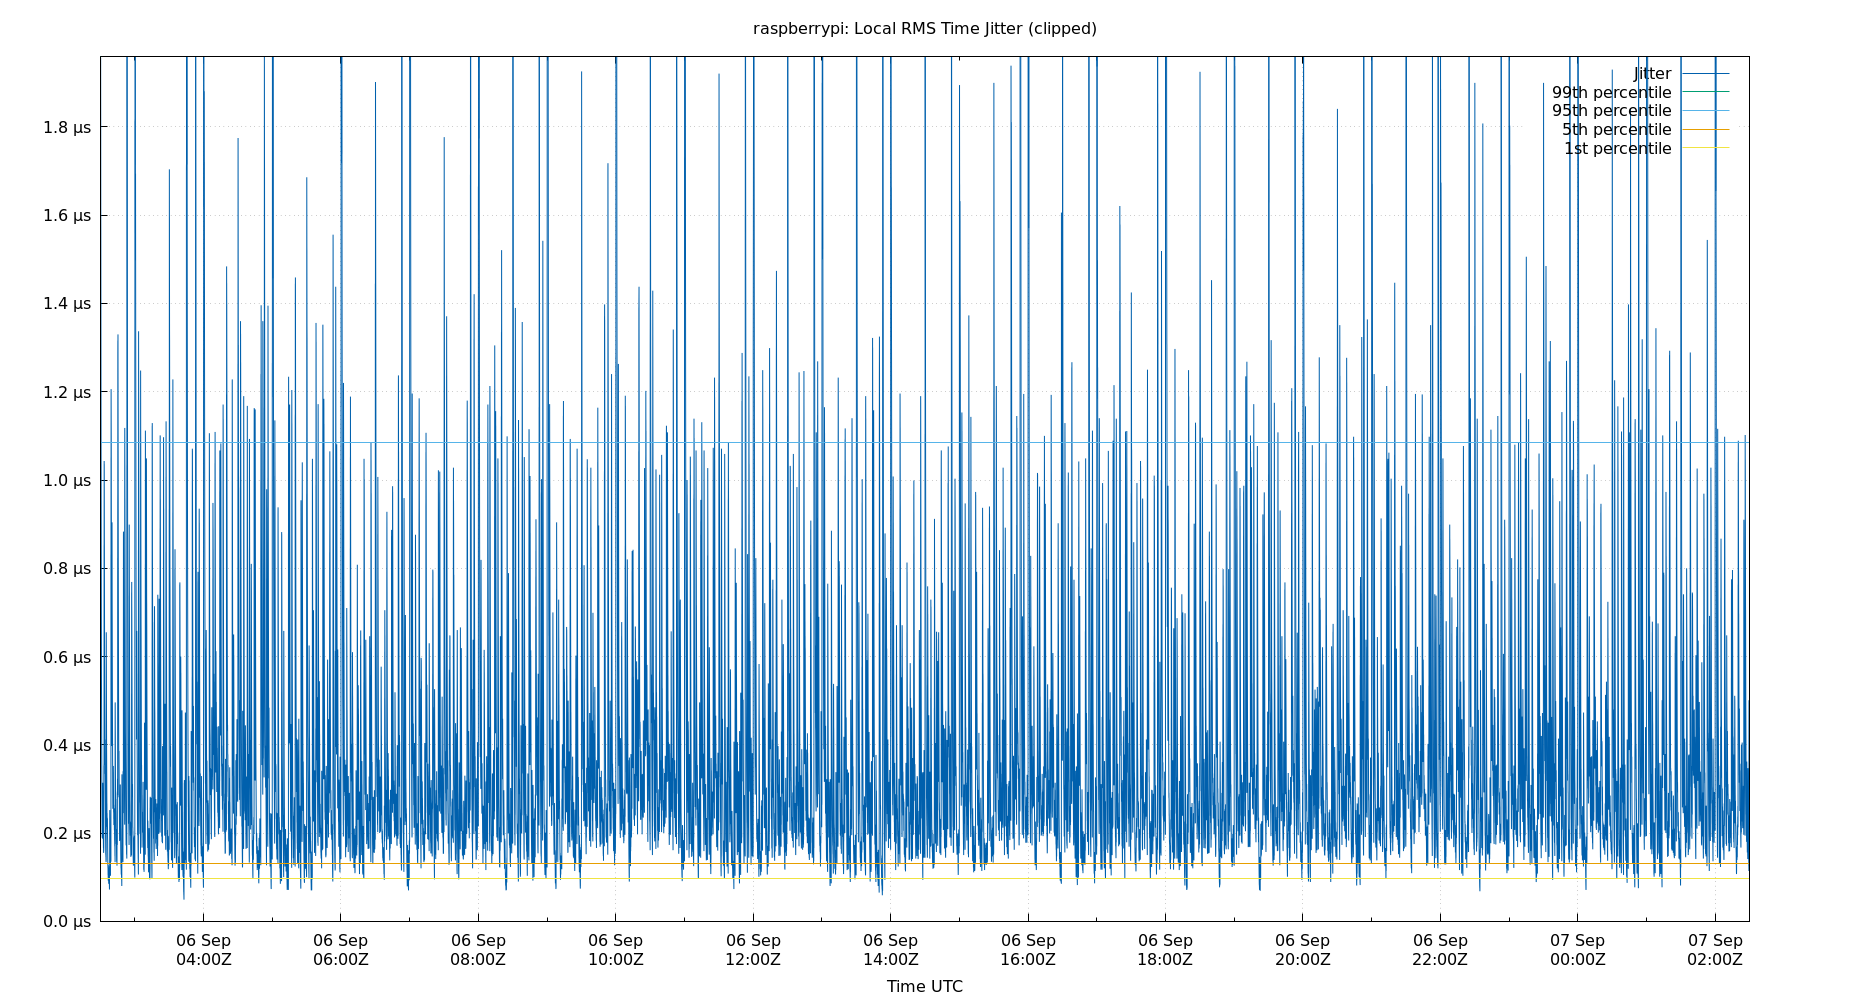 raspberrypi: Local RMS Time Jitter (clipped)
Jitter
99th percentile
95th percentile
5th percentile
1st percentile
1.8 μs
1.6 μs
1.4 μs
1.2 μs
1.0 μs
0.8 μs
0.6 μs
0.4 μs
0.2 μs
0.0 μs
06 Sep 06 Sep 06 Sep 06 Sep 06 Sep 06 Sep 06 Sep 06 Sep 06 Sep 06 Sep 07 Sep 07 Sep
04:00Z 06:00Z 08:00Z 10:00Z 12:00Z 14:00Z 16:00Z 18:00Z 20:00Z 22:00Z 00:00Z 02:00Z
Time UTC